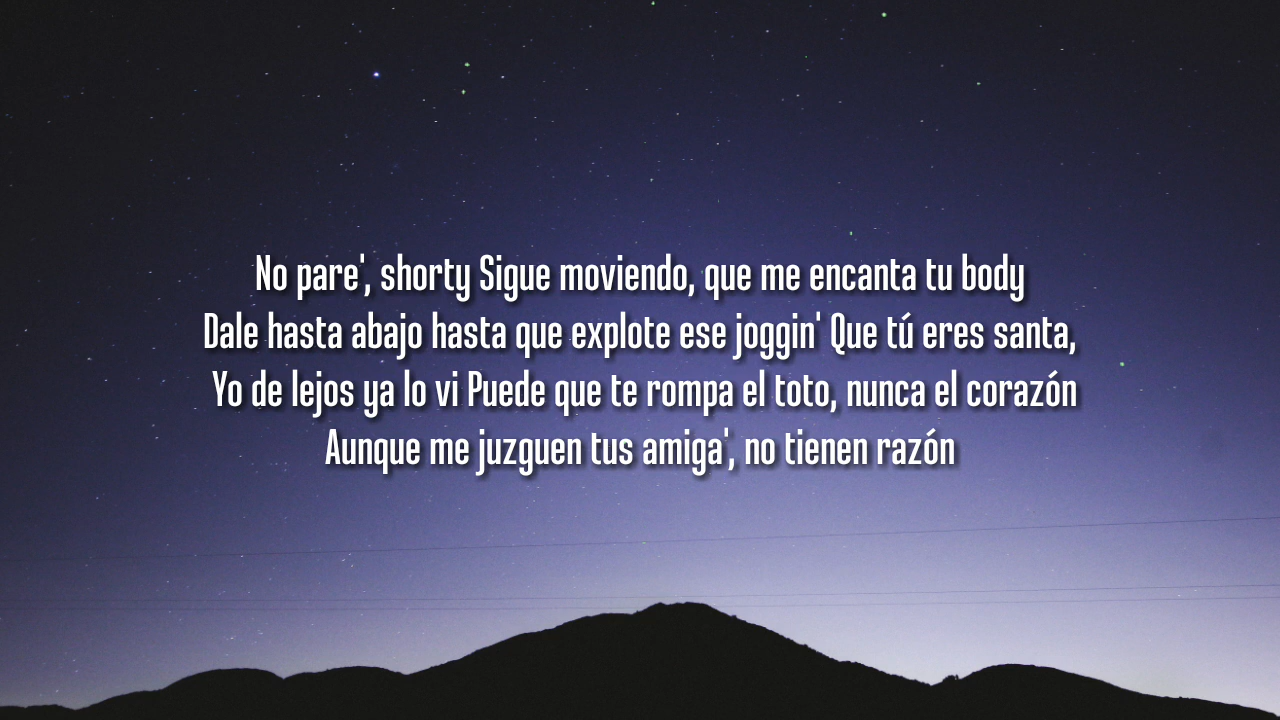 No pare', shorty Sigue moviendo, que me encanta tu body
Dale hasta abajo hasta que explote ese joggin' Que tú eres santa,
Yo de lejos ya lo vi Puede que te rompa el toto, nunca el corazón
Aunque me juzguen tus amiga', no tienen razón